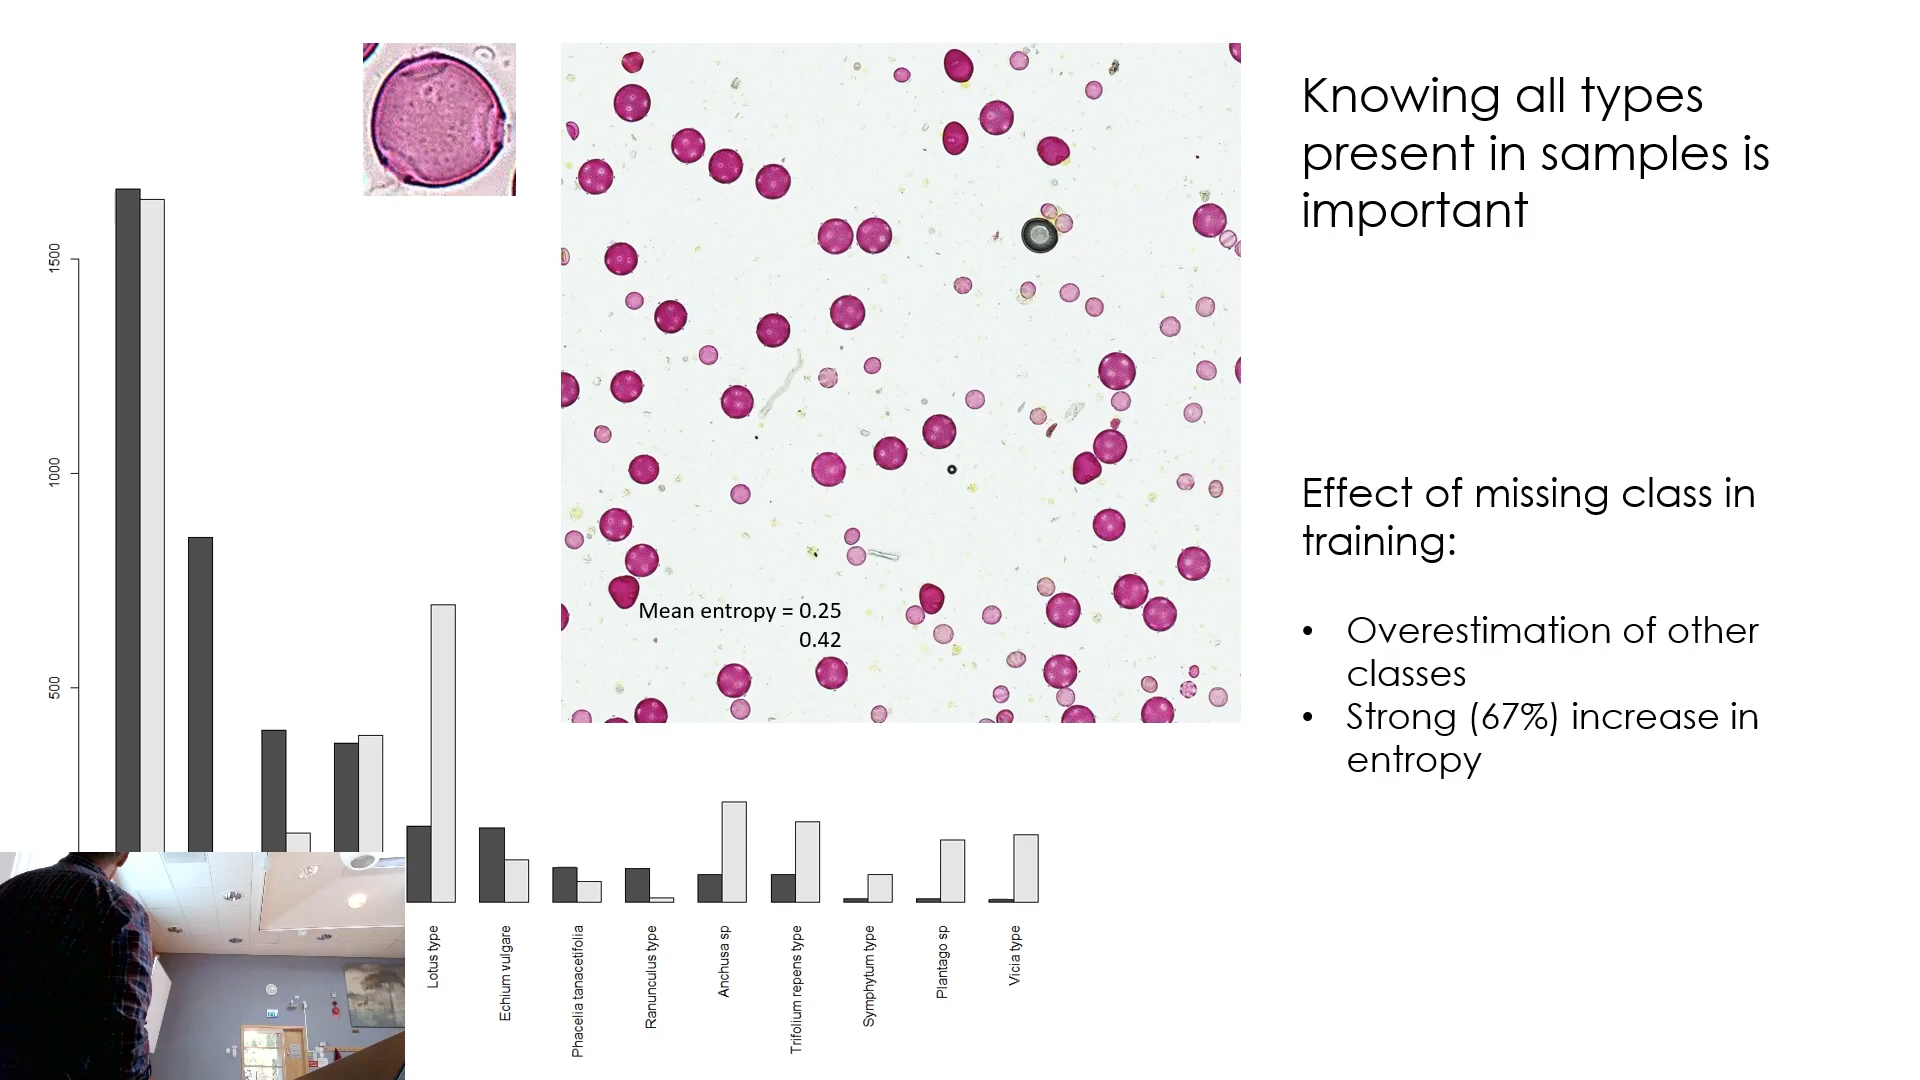 Knowing all types
present in samples is
important
1500
1000
500
Mean entropy = 0.25
0.42
Effect of missing class in
training:
• Overestimation of other
classes
• Strong (67%) increase in
entropy
Lotus type
Echium vulgare
Phacelia tanacetifolia
Ranunculus type
Anchusa sp
Trifolium repens type
Symphytum type
Plantago sp
Vicia type